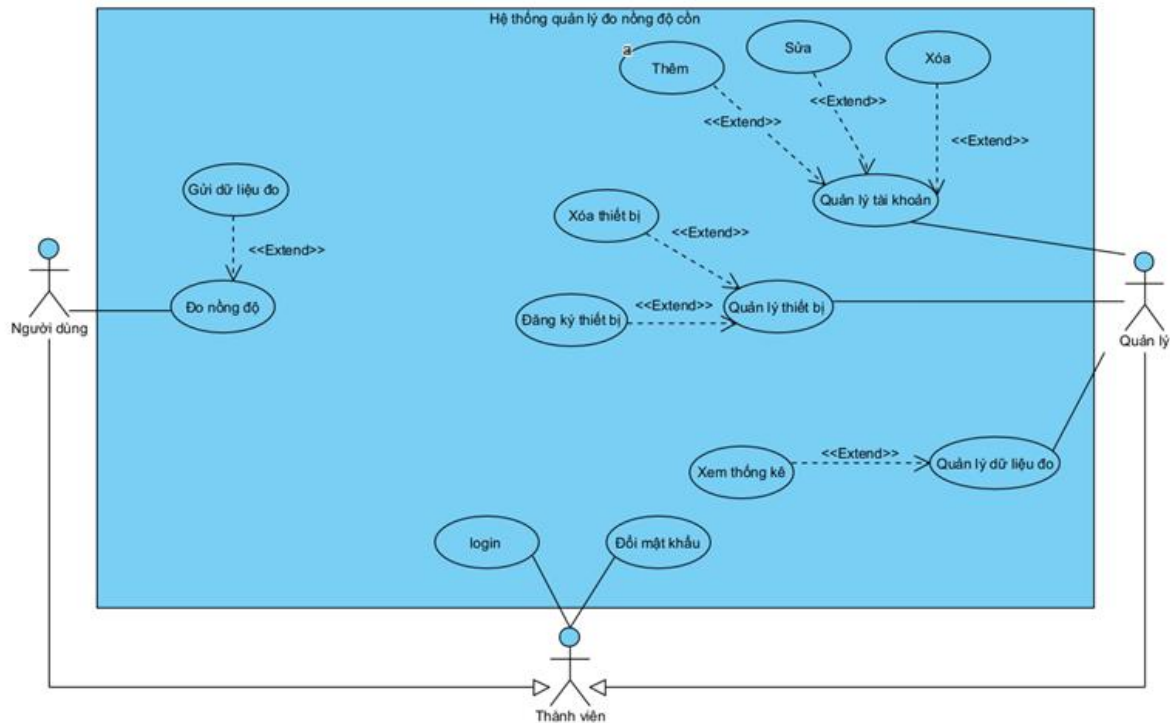 Hệ thống quản lý đo nồng độ cồn
a
Thêm
Sửa
Xóa
<<Extend>>
<<Extend>>
<<Extend>>
Gửi dữ liệu đo
Quản lý tài khoản
Xóa thiết bị
<<Extend>>
<<Extend>>
Đo nồng độ
<<Extend>>
Đăng ký thiết bị
Quản lý thiết bị
Người dùng
Quản lý
Xem thống kê
<<Extend>>
Quản lý dữ liệu đo
login
Đổi mật khẩu
Thành viên